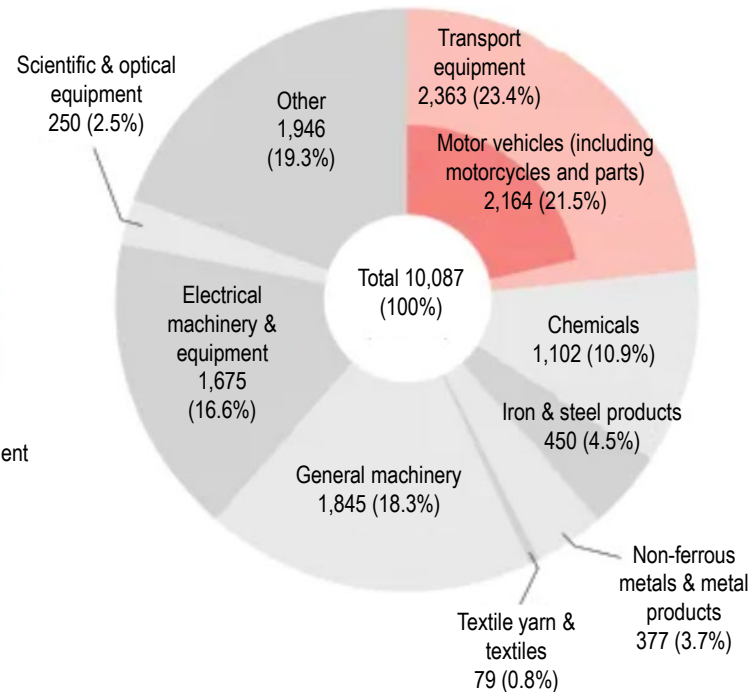 Transport
equipment
2,363 (23.4%)
Motor vehicles (including
motorcycles and parts)
2,164 (21.5%)
Chemicals
1,102 (10.9%)
Iron & steel products
450 (4.5%)
Non-ferrous
metals & metal
products
377 (3.7%)
Textile yarn &
textiles
79 (0.8%)
General machinery
1,845 (18.3%)
Electrical
machinery &
equipment
1,675
(16.6%)
Scientific & optical
equipment
250 (2.5%)
Other
1,946
(19.3%)
Total 10,087
(100%)
ent